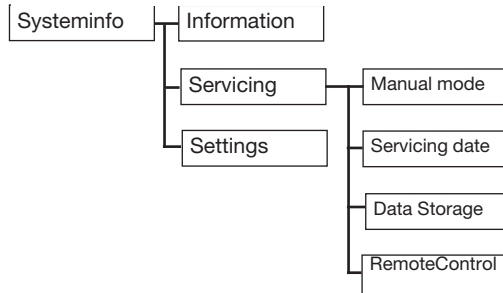 Systeminfo
Information
Servicing
Manual mode
Settings
Servicing date
Data Storage
RemoteControl